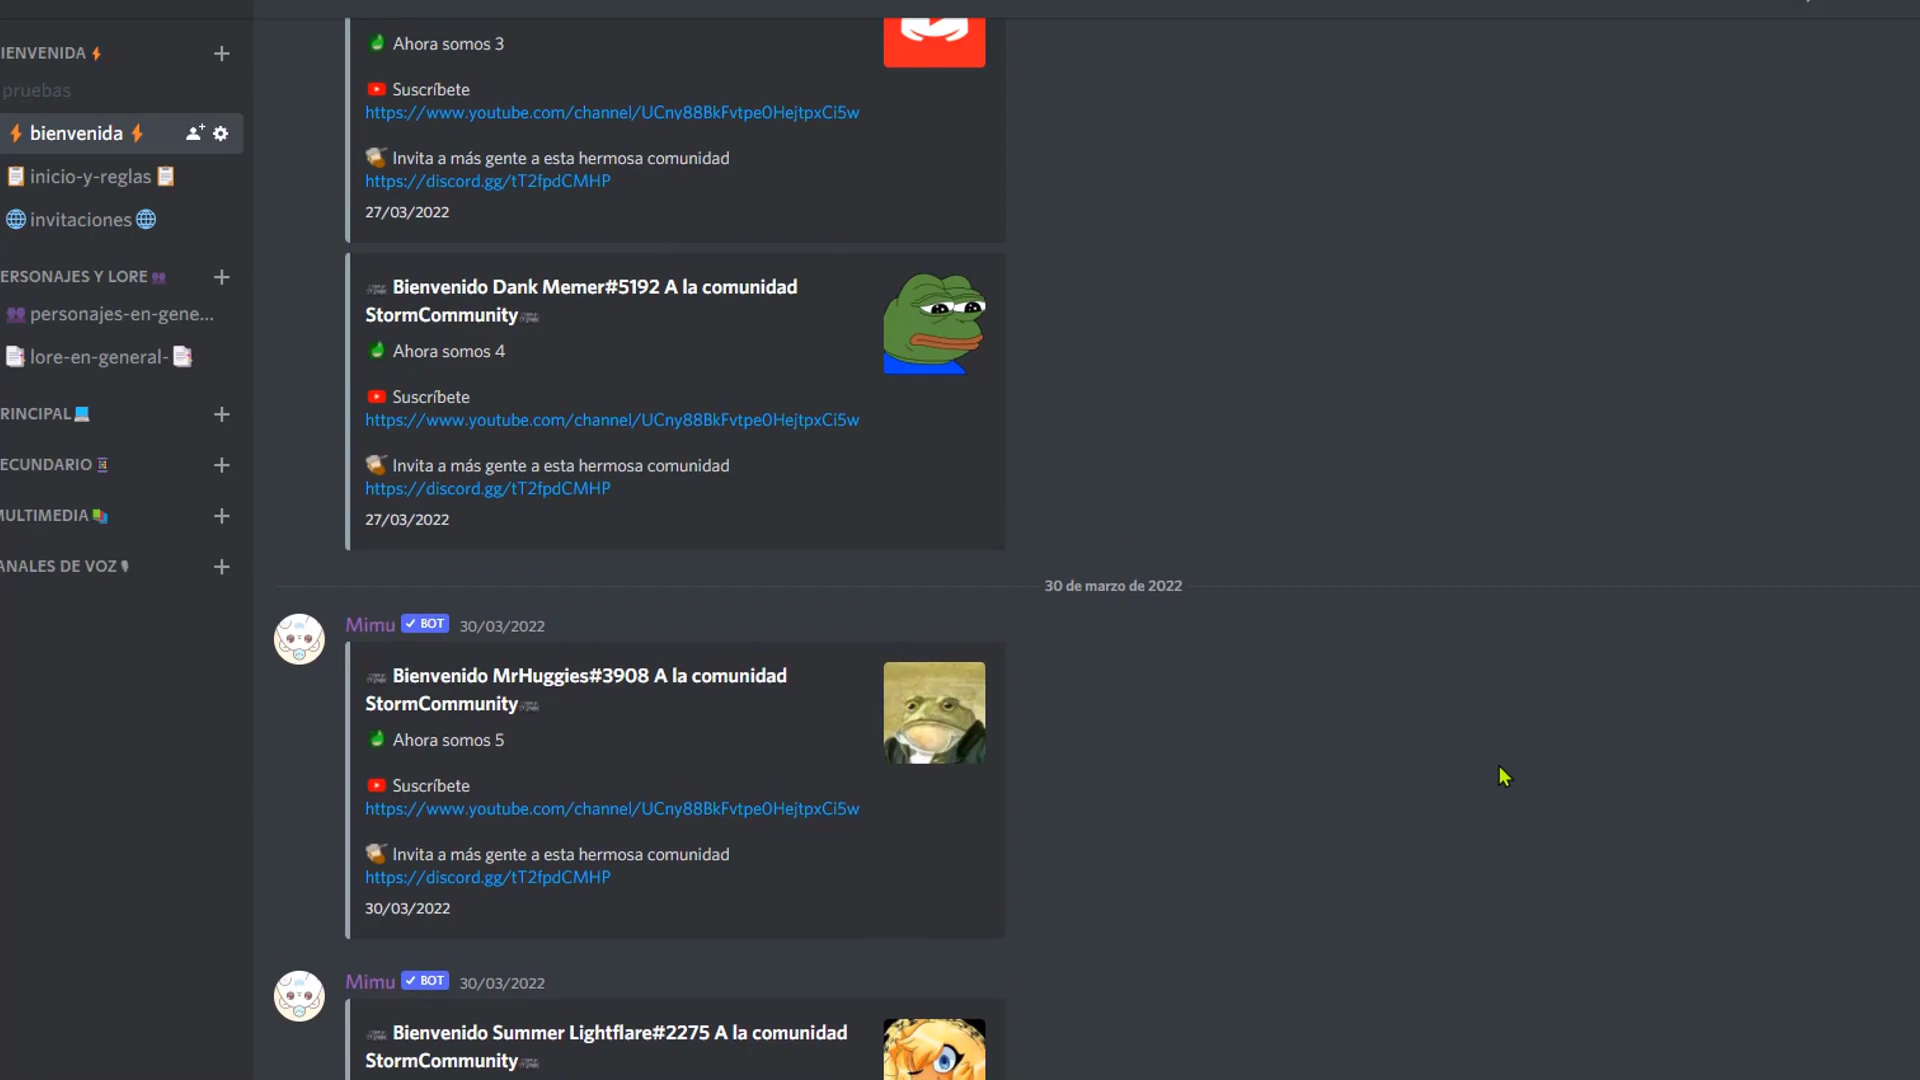 IENVENIDA
pruebas
bienvenida
inicio-y-reglas
invitaciones
ERSONAJES Y LORE
personajes-en-gene...
lore-en-general-
RINCIPAL
ECUNDARIO
MULTIMEDIA
ANALES DE VOZ
Ahora somos 3
Suscríbete
https://www.youtube.com/channel/UCny88BkFvtpe0HejtpxCi5w
Invita a más gente a esta hermosa comunidad
https://discord.gg/tT2fpdCMHP
27/03/2022
Bienvenido Dank Memer#5192 A la comunidad
StormCommunity
Ahora somos 4
Suscríbete
https://www.youtube.com/channel/UCny88BkFvtpe0HejtpxCi5w
Invita a más gente a esta hermosa comunidad
https://discord.gg/tT2fpdCMHP
27/03/2022
30 de marzo de 2022
Mimu BOT 30/03/2022
Bienvenido MrHuggies#3908 A la comunidad
StormCommunity
Ahora somos 5
Suscríbete
https://www.youtube.com/channel/UCny88BkFvtpe0HejtpxCi5w
Invita a más gente a esta hermosa comunidad
https://discord.gg/tT2fpdCMHP
30/03/2022
Mimu BOT 30/03/2022
Bienvenido Summer Lightflare#2275 A la comunidad
StormCommunity